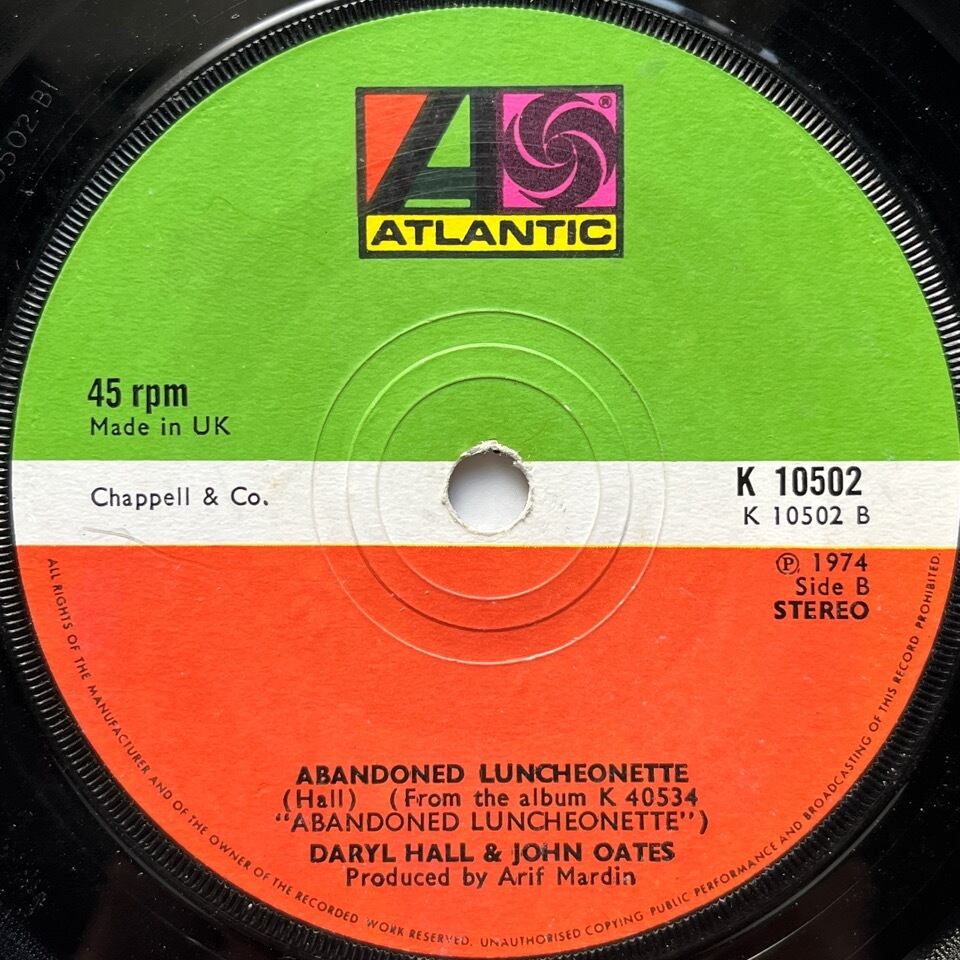 ATLANTIC
®
45 rpm
Made in UK
Chappell & Co.
K 10502
K 10502 B
Ⓟ 1974
Side B
STEREO
ABANDONED LUNCHEONETTE
(Hall) (From the album K 40534
“ABANDONED LUNCHEONETTE”)
DARYL HALL & JOHN OATES
Produced by Arif Mardin
ALL RIGHTS OF THE MANUFACTURER AND OF THE OWNER OF THE RECORDED WORK RESERVED. UNAUTHORISED COPYING PUBLIC PERFORMANCE AND BROADCASTING OF THIS RECORD PROHIBITED.